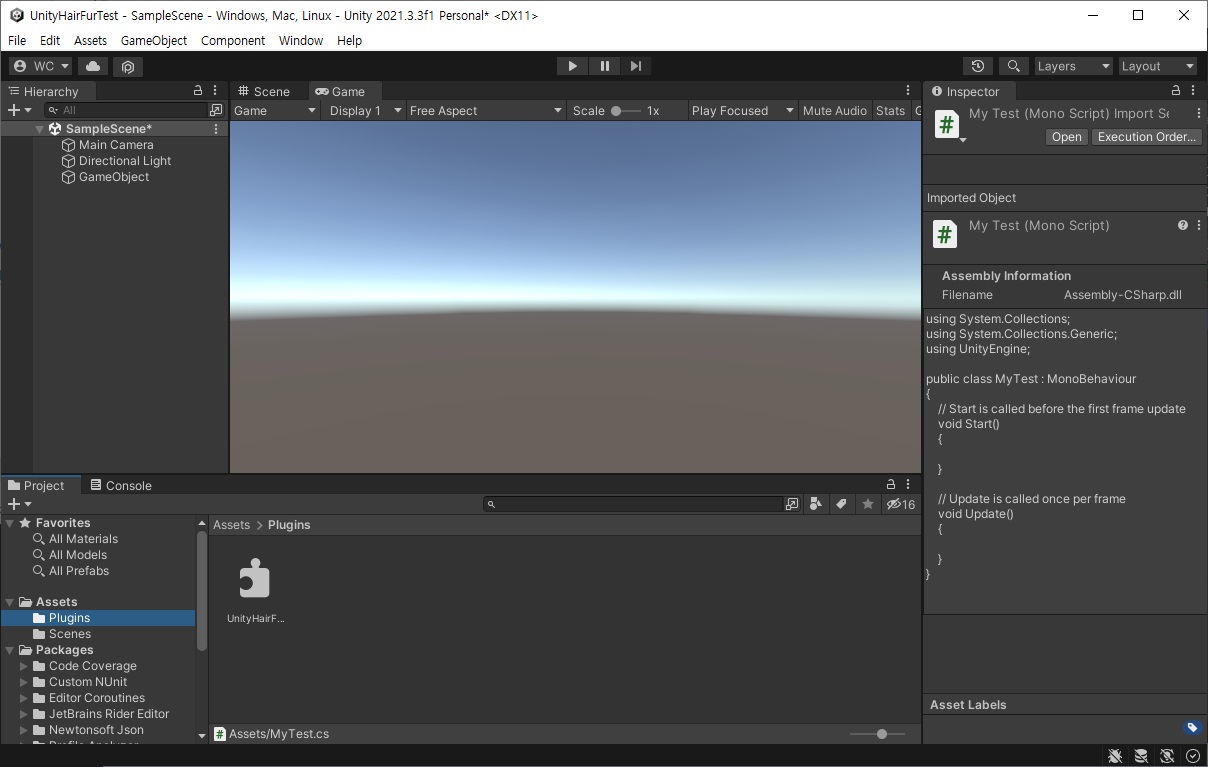 UnityHairFurTest - SampleScene - Windows, Mac, Linux - Unity 2021.3.3f1 Personal* <DX11>
File Edit Assets GameObject Component Window Help
WC
Layers
Layout
Hierarchy
All
SampleScene*
Main Camera
Directional Light
GameObject
Scene
Game
Game
Display 1
Free Aspect
Scale
1x
Play Focused
Mute Audio
Stats
G
Inspector
My Test (Mono Script) Import Se
Open
Execution Order...
Imported Object
My Test (Mono Script)
Assembly Information
Filename
Assembly-CSharp.dll
using System.Collections;
using System.Collections.Generic;
using UnityEngine;
public class MyTest : MonoBehaviour
{
// Start is called before the first frame update
void Start()
{
}
// Update is called once per frame
void Update()
{
}
}
Asset Labels
Project
Console
16
Favorites
All Materials
All Models
All Prefabs
Assets
Plugins
Scenes
Packages
Code Coverage
Custom NUnit
Editor Coroutines
JetBrains Rider Editor
Newtonsoft Json
Assets > Plugins
UnityHairF...
Assets/MyTest.cs